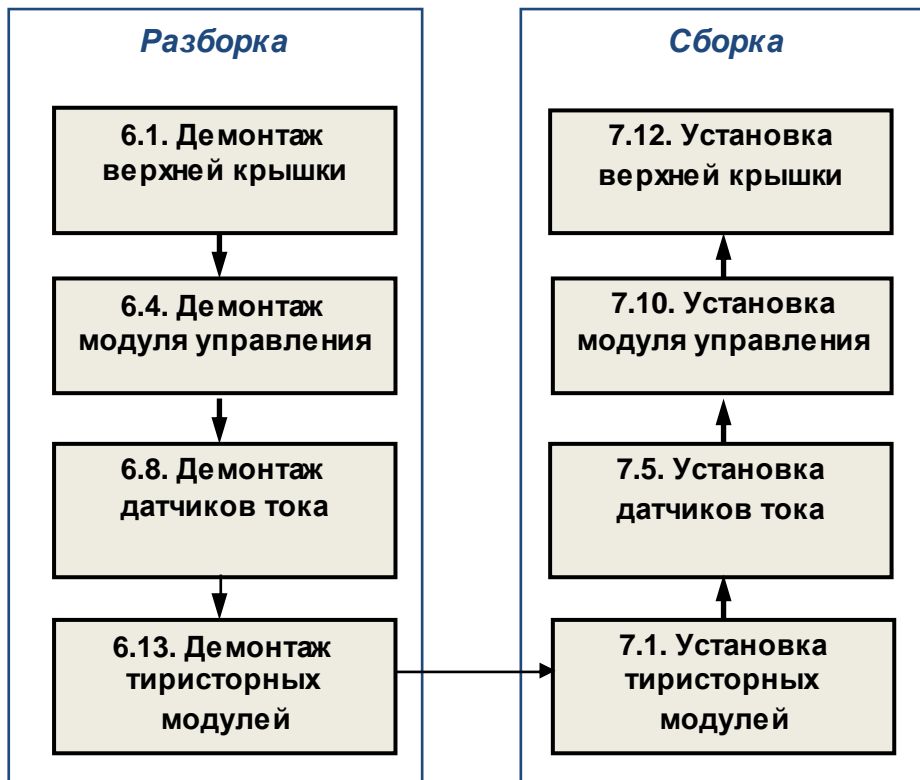 Разборка
6.1. Демонтаж
верхней крышки
6.4. Демонтаж
модуля управления
6.8. Демонтаж
датчиков тока
6.13. Демонтаж
тиристорных
модулей
Сборка
7.12. Установка
верхней крышки
7.10. Установка
модуля управления
7.5. Установка
датчиков тока
7.1. Установка
тиристорных
модулей